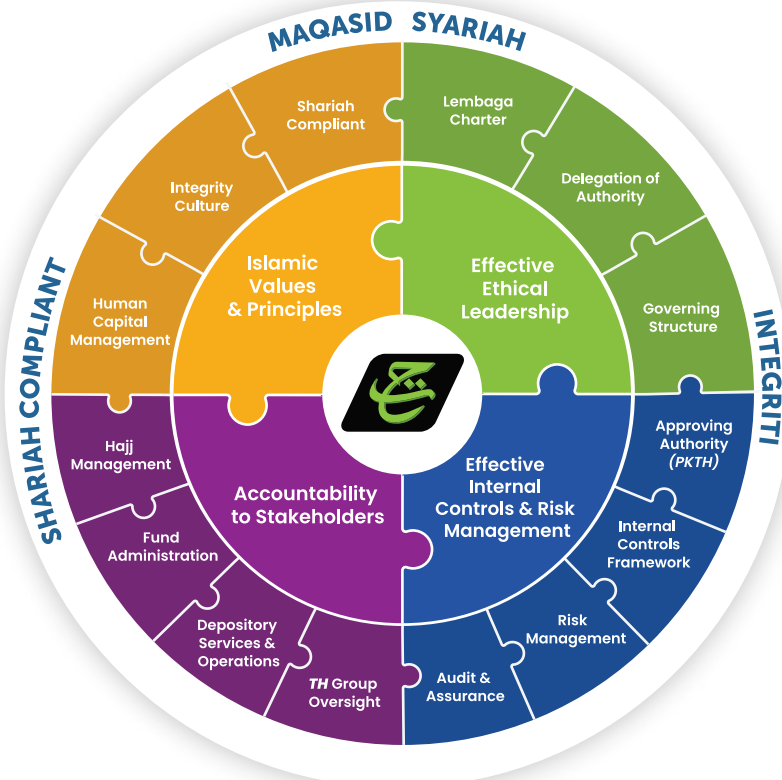 MAQASID SYARIAH
Shariah
Compliant
Lembaga
Charter
Integrity
Culture
Delegation of
Authority
Islamic
Values
& Principles
Effective
Ethical
Leadership
Human
Capital
Management
Governing
Structure
SHARIAH COMPLIANT
INTEGRITI
حج
Hajj
Management
Approving
Authority
(PKTH)
Accountability
to Stakeholders
Effective
Internal
Controls & Risk
Management
Fund
Administration
Internal
Controls
Framework
Depository
Services &
Operations
Risk
Management
TH Group
Oversight
Audit &
Assurance